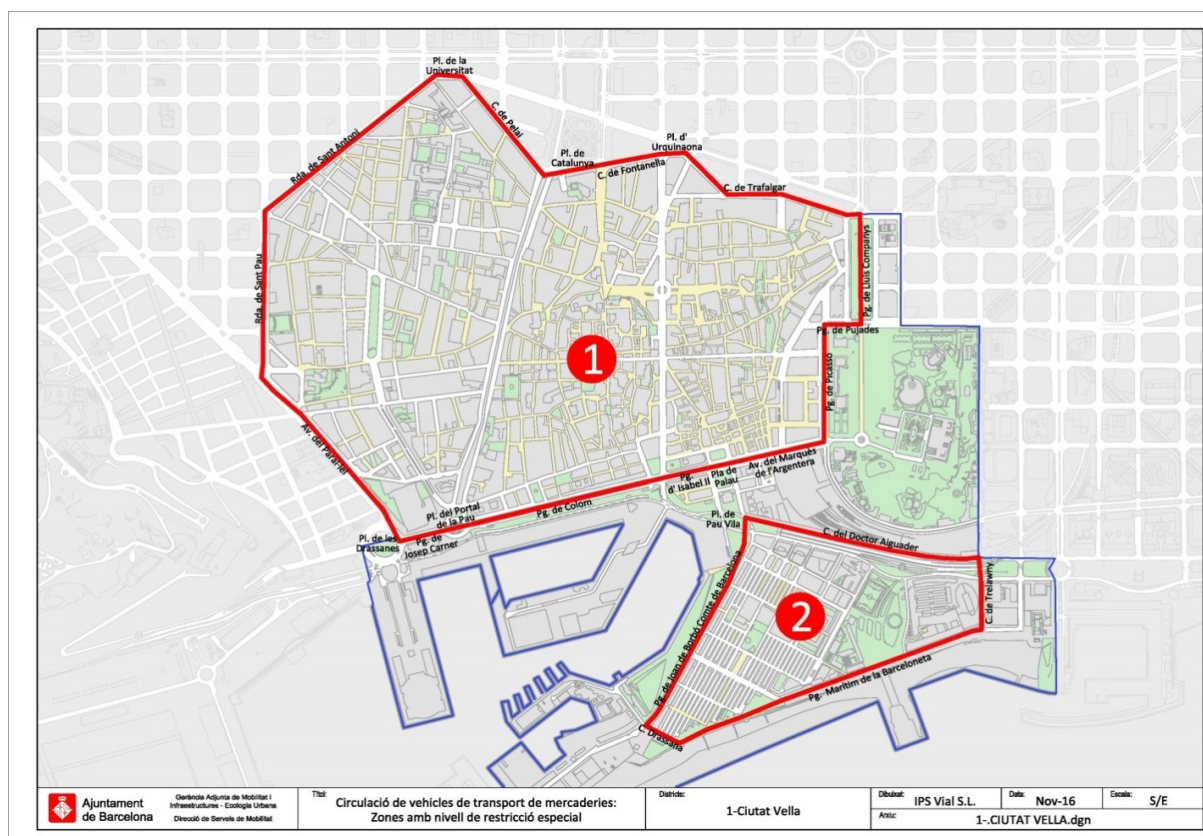 Pl. de la
Universitat
C. de Pelai
Rda. de Sant Antoni
Pl. de
Catalunya
C. de Fontanella
Pl. d'
Urquinaona
C. de Trafalgar
Pg. de Lluís Companys
Rda. de Sant Pau
Pg. de Pujades
1
Pg. de Picasso
Av. del Paral·lel
Av. del Marquès
de l'Argentera
Pla de
Palau
Pg.
d' Isabel II
Pg. de Colom
Pl. del Portal
de la Pau
Pl. de les
Drassanes
Pg. de
Josep Carner
Pl. de
Pau Vila
C. del Doctor Aiguader
C. de Trelawny
2
Pg. de Joan de Borbó Comte de Barcelona
Pg. Marítim de la Barceloneta
C. Drassana
Ajuntament
de Barcelona
Gerència Adjunta de Mobilitat i
Infraestructures - Ecologia Urbana
Direcció de Serveis de Mobilitat
Títol:
Circulació de vehicles de transport de mercaderies:
Zones amb nivell de restricció especial
Districte:
1-Ciutat Vella
Dibuixat: IPS Vial S.L.
Data: Nov-16
Escala: S/E
Arxiu: 1-.CIUTAT VELLA.dgn